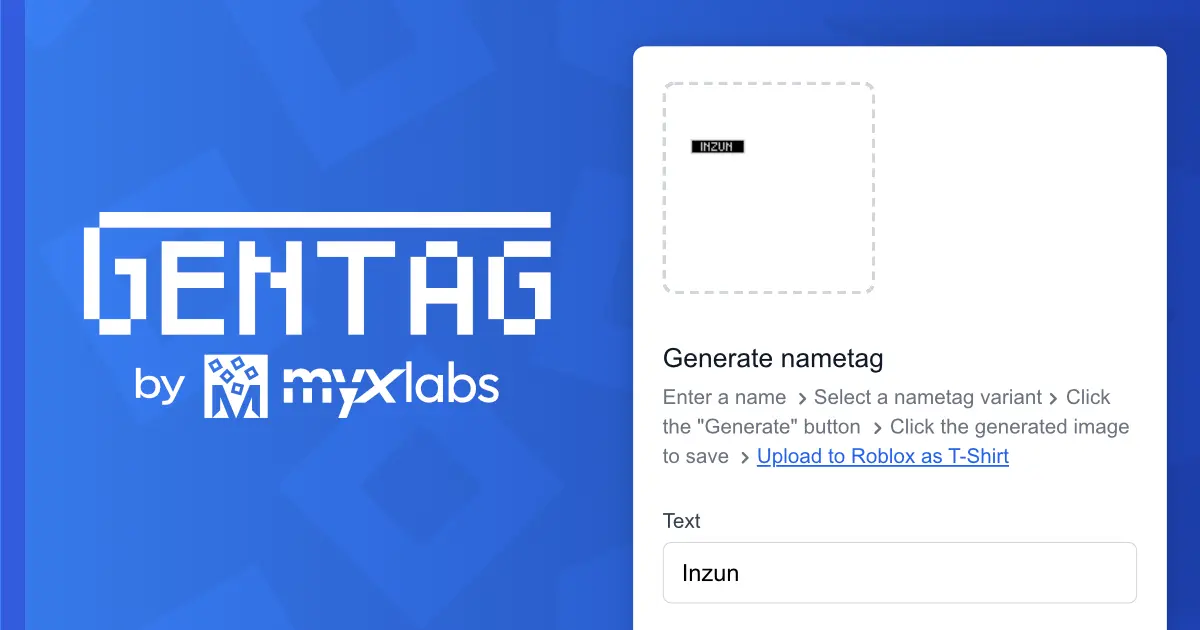 GENTAG
by M myxlabs
INZUN
Generate nametag
Enter a name > Select a nametag variant > Click
the "Generate" button > Click the generated image
to save > Upload to Roblox as T-Shirt
Text
Inzun